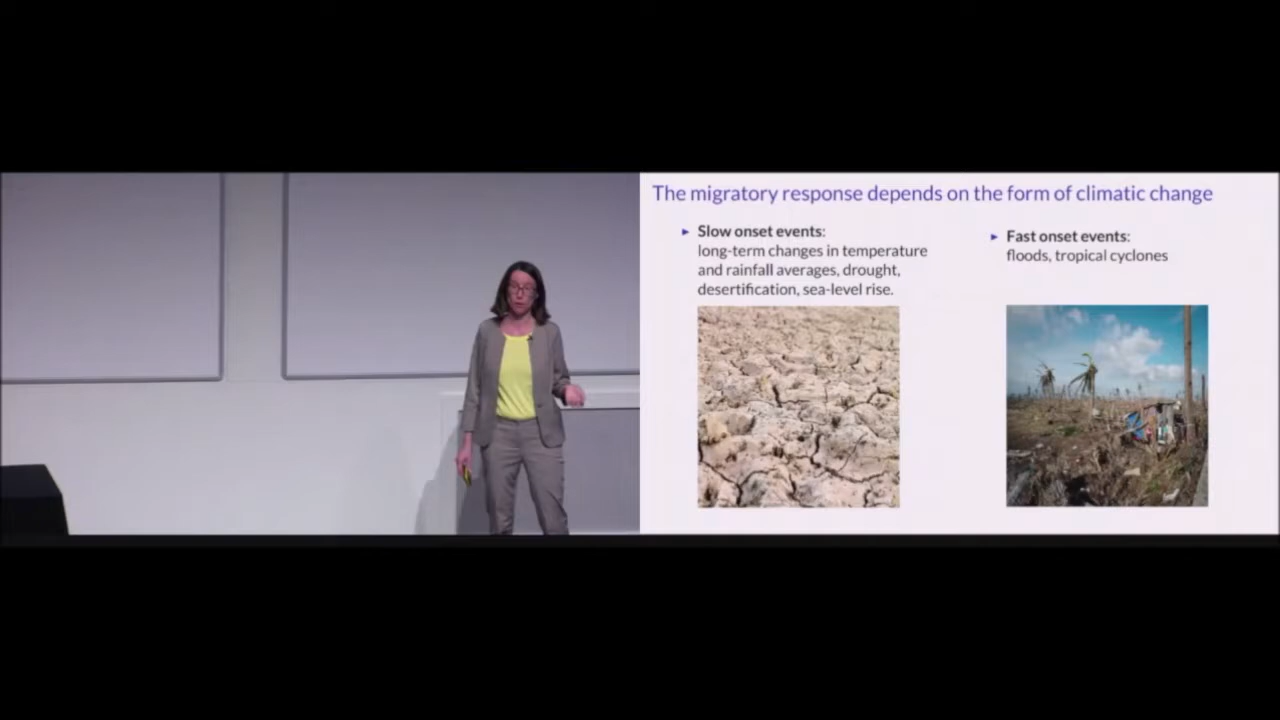 The migratory response depends on the form of climatic change
▸ Slow onset events:
long-term changes in temperature
and rainfall averages, drought,
desertification, sea-level rise.
▸ Fast onset events:
floods, tropical cyclones